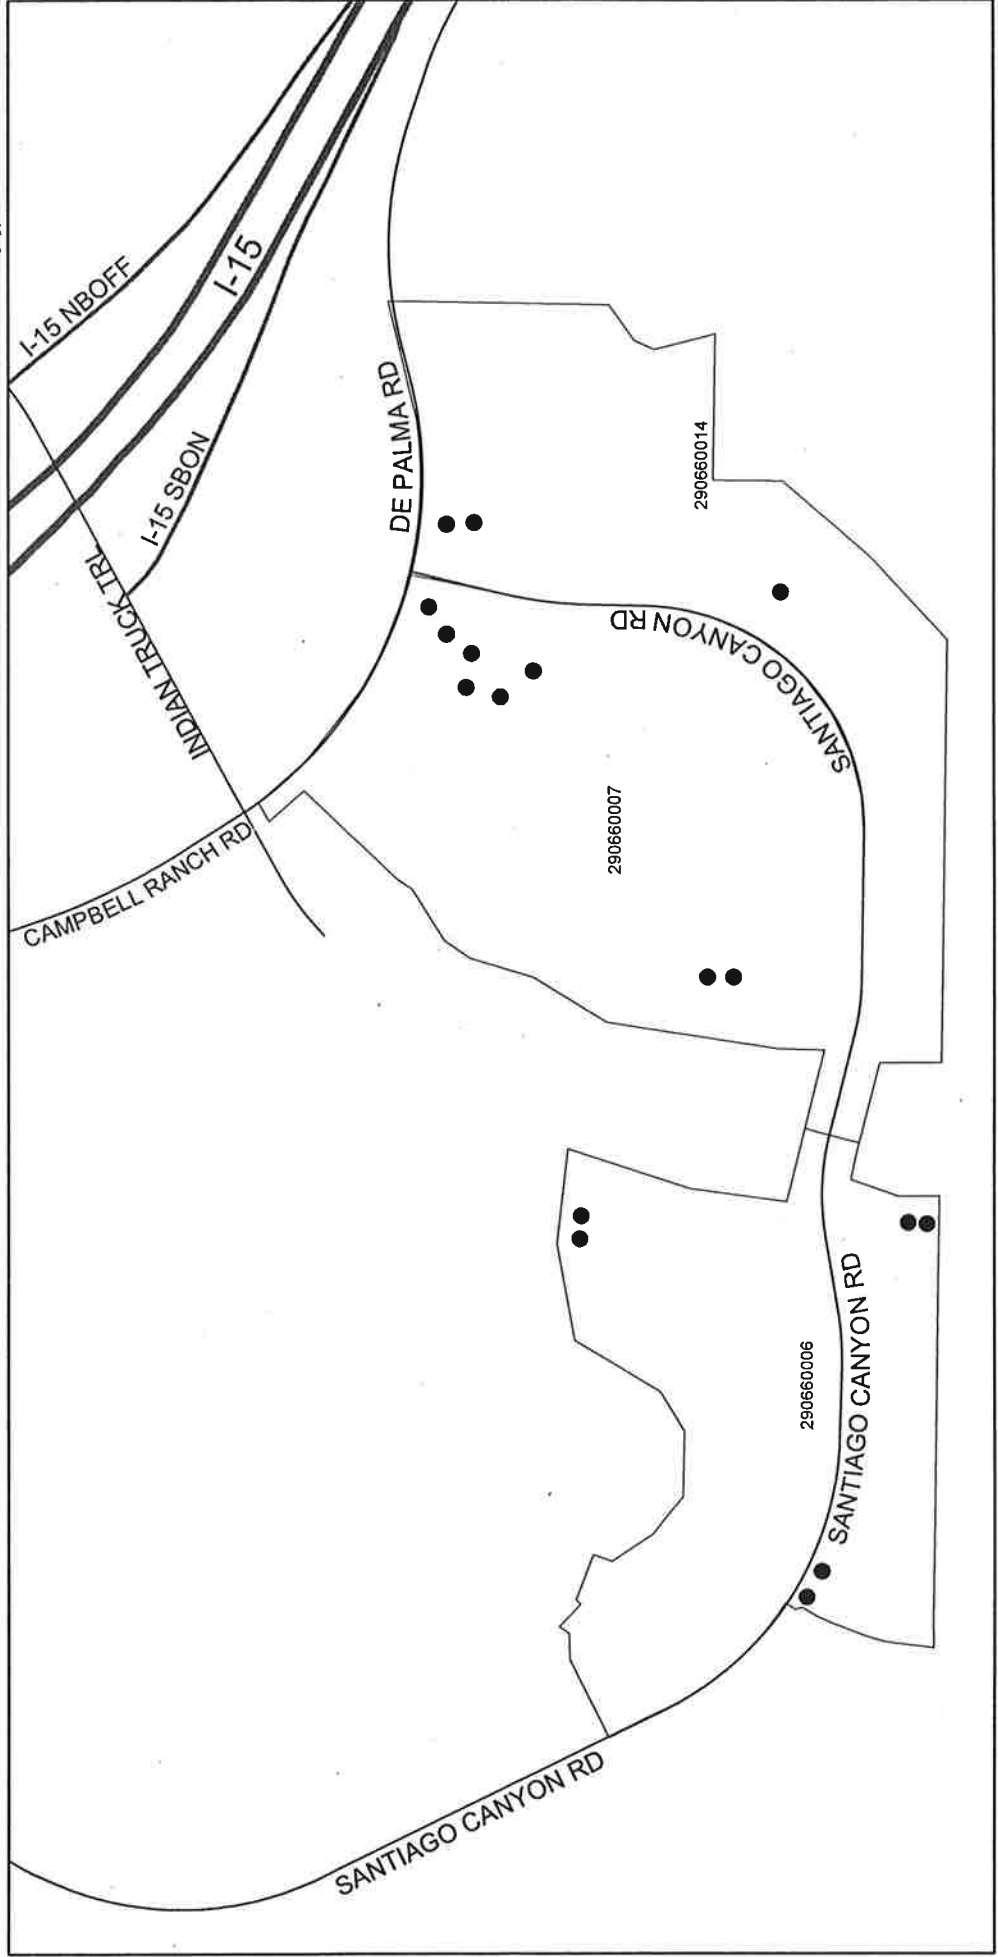 I-15 NBOFF
I-15
I-15 SBON
INDIAN TRUCK TRL
DE PALMA RD
290660014
SANTIAGO CANYON RD
CAMPBELL RANCH RD
290660007
290660006
SANTIAGO CANYON RD
SANTIAGO CANYON RD